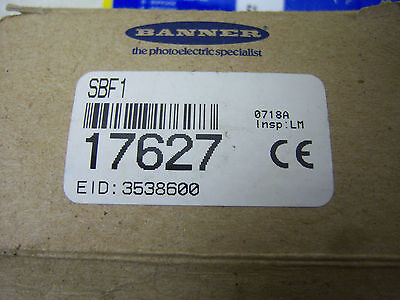 BANNER
the photoelectric specialist
SBF1
0718A
Insp:LM
17627
CE
EID:3538600